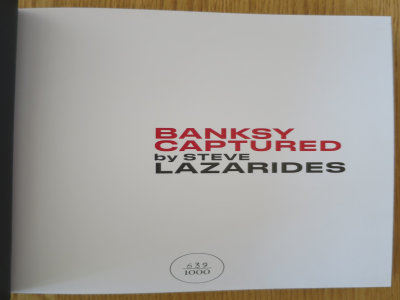 BANKSY
CAPTURED
by STEVE
LAZARIDES
639
1000